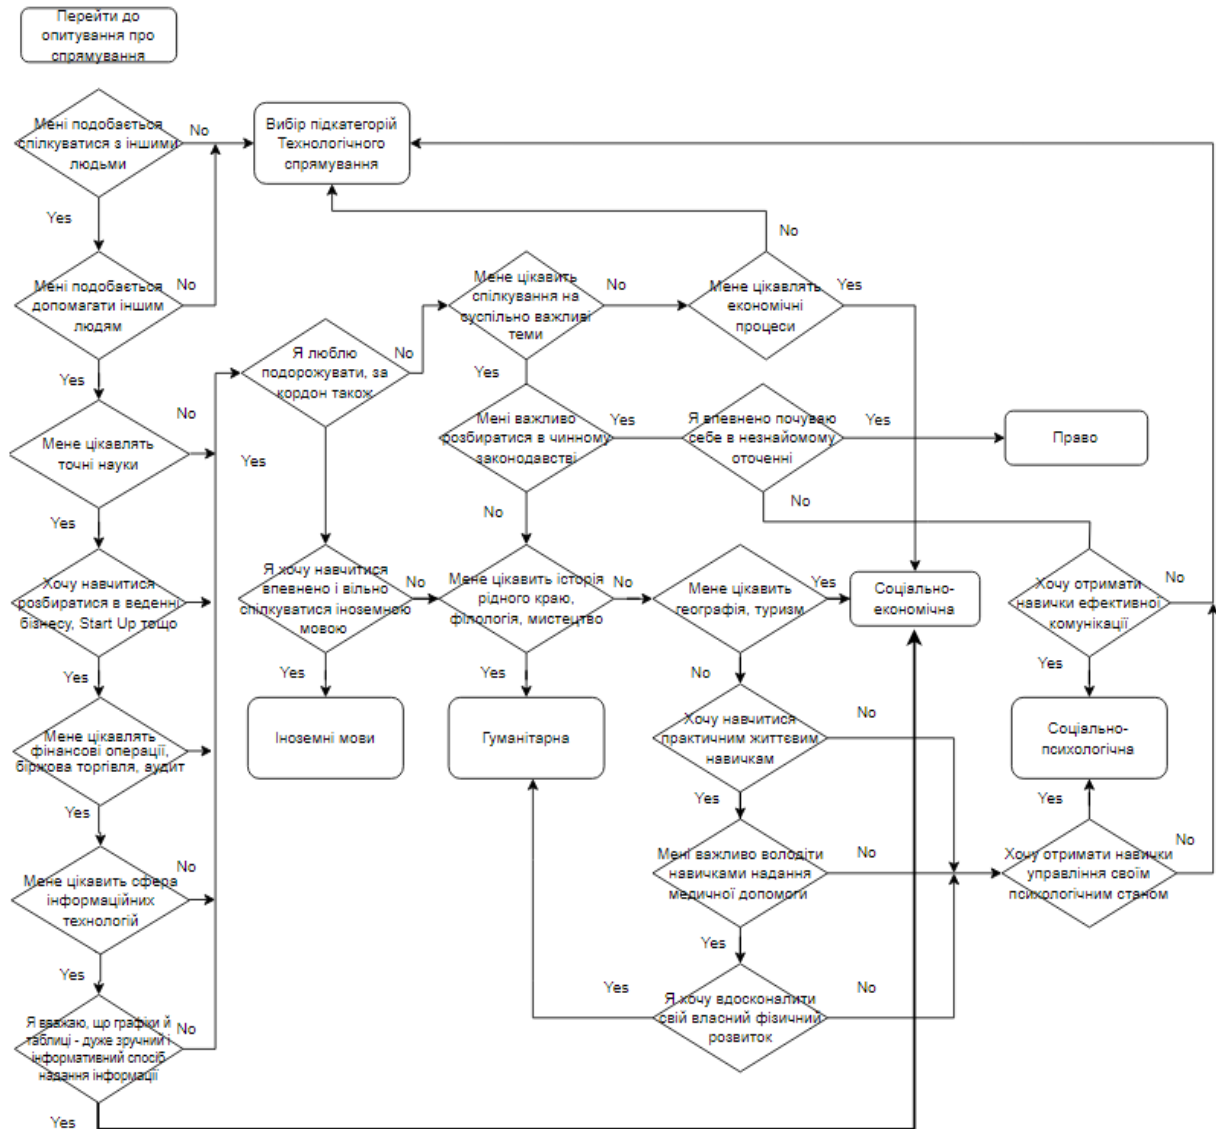 Перейти до
опитування про
спрямування
Мені подобається
спілкуватися з іншими
людьми
No
Вибір підкатегорій
Технологічного
спрямування
Yes
Мені подобається
допомагати іншим
людям
No
Yes
Мене цікавлять
точні науки
No
Yes
Хочу навчитися
розбиратися в веденні
бізнесу, Start Up тощо
Yes
Мене цікавлять
фінансові операції,
біржова торгівля, аудит
Yes
Мене цікавить сфера
інформаційних
технологій
No
Yes
Я вважаю, що графіки й
таблиці - дуже зручний і
інформативний спосіб
надання інформації
No
Yes
Я люблю
подорожувати, за
кордон також
No
Yes
Я хочу навчитися
впевнено і вільно
спілкуватися іноземною
мовою
No
Yes
Іноземні мови
Мене цікавить
спілкування на
суспільно важливі
теми
No
Yes
Мене цікавлять
економічні
процеси
No
Yes
Мені важливо
розбиратися в чинному
законодавстві
Yes
No
Я впевнено почуваю
себе в незнайомому
оточенні
Yes
No
Право
Мене цікавить історія
рідного краю,
філологія, мистецтво
No
Yes
Гуманітарна
Мене цікавить
географія, туризм
Yes
No
Соціально-
економічна
Хочу отримати
навички ефективної
комунікації
No
Yes
Соціально-
психологічна
Хочу навчитися
практичним життєвим
навичкам
No
Yes
Мені важливо володіти
навичками надання
медичної допомоги
No
Yes
Хочу отримати навички
управління своїм
психологічним станом
Yes
No
Я хочу вдосконалити
свій власний фізичний
розвиток
Yes
No